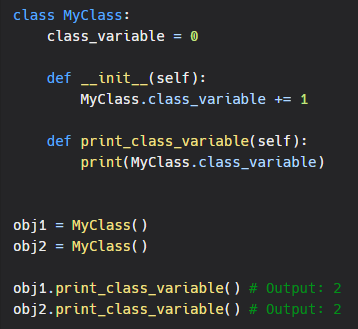 class MyClass:
    class_variable = 0

    def __init__(self):
        MyClass.class_variable += 1

    def print_class_variable(self):
        print(MyClass.class_variable)


obj1 = MyClass()
obj2 = MyClass()

obj1.print_class_variable() # Output: 2
obj2.print_class_variable() # Output: 2